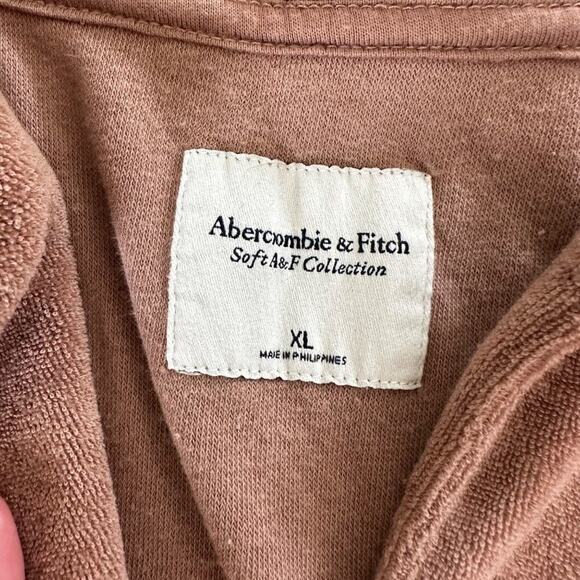 Abercrombie & Fitch
Soft A&F Collection
XL
MADE IN PHILIPPINES